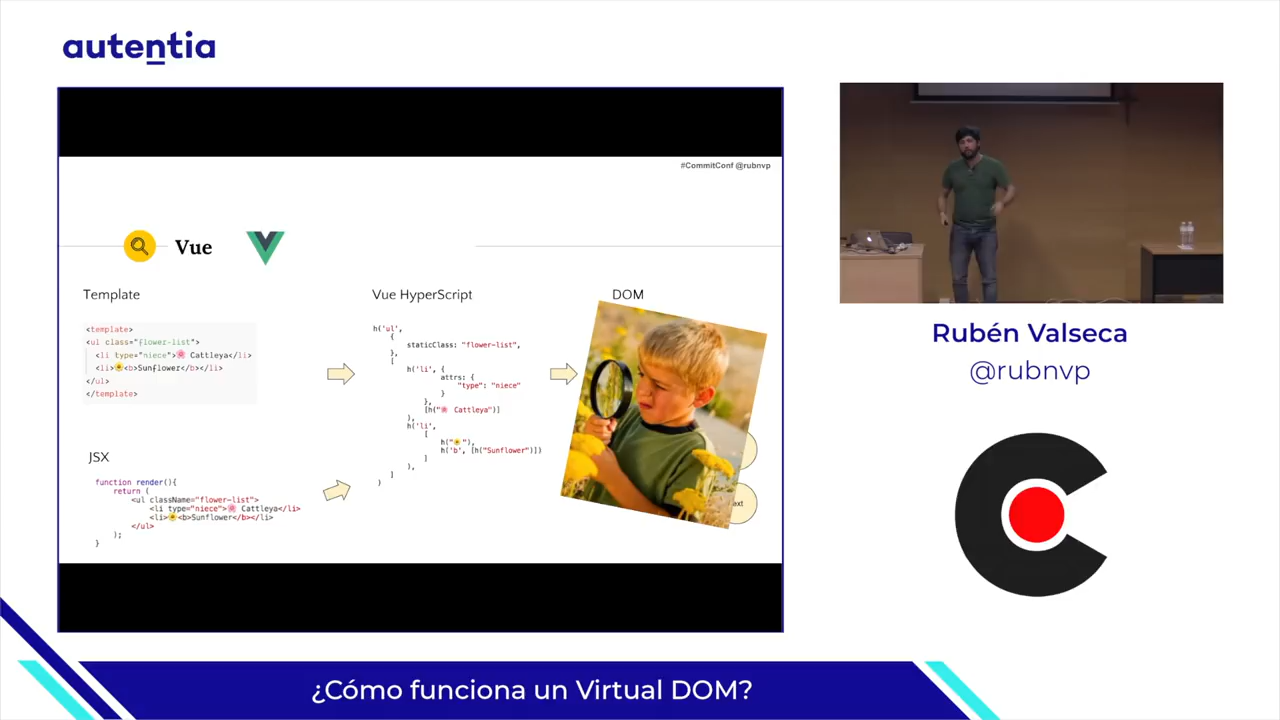 autentia
#CommitConf @rubnvp
Vue
Template
<template>
<ul class="flower-list">
<li type="niece">🌸 Cattleya</li>
<li>🌻<b>Sunflower</b></li>
</ul>
</template>
JSX
function render(){
return (
<ul className="flower-list">
<li type="niece">🌸 Cattleya</li>
<li>🌻<b>Sunflower</b></li>
</ul>
);
}
Vue HyperScript
h('ul',
{
staticClass: "flower-list",
},
[
h('li', {
attrs: {
"type": "niece"
}
},
[h("🌸 Cattleya")]
),
h('li',
[
h("🌻"),
h('b', [h("Sunflower")])
]
),
]
)
DOM
Rubén Valseca
@rubnvp
¿Cómo funciona un Virtual DOM?